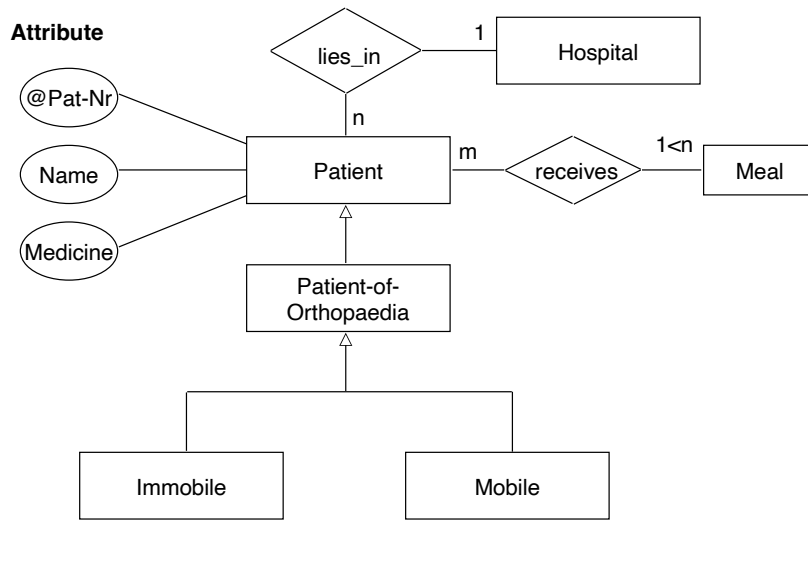 Attribute
lies_in
1
Hospital
@Pat-Nr
n
Name
Patient
m
receives
1<n
Meal
Medicine
Patient-of-
Orthopaedia
Immobile
Mobile